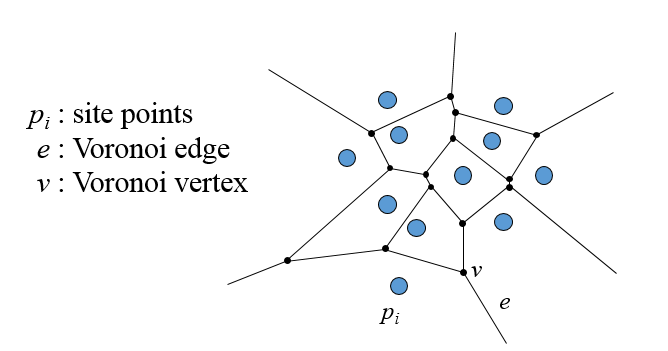 pi : site points
e : Voronoi edge
v : Voronoi vertex
v
e
pi